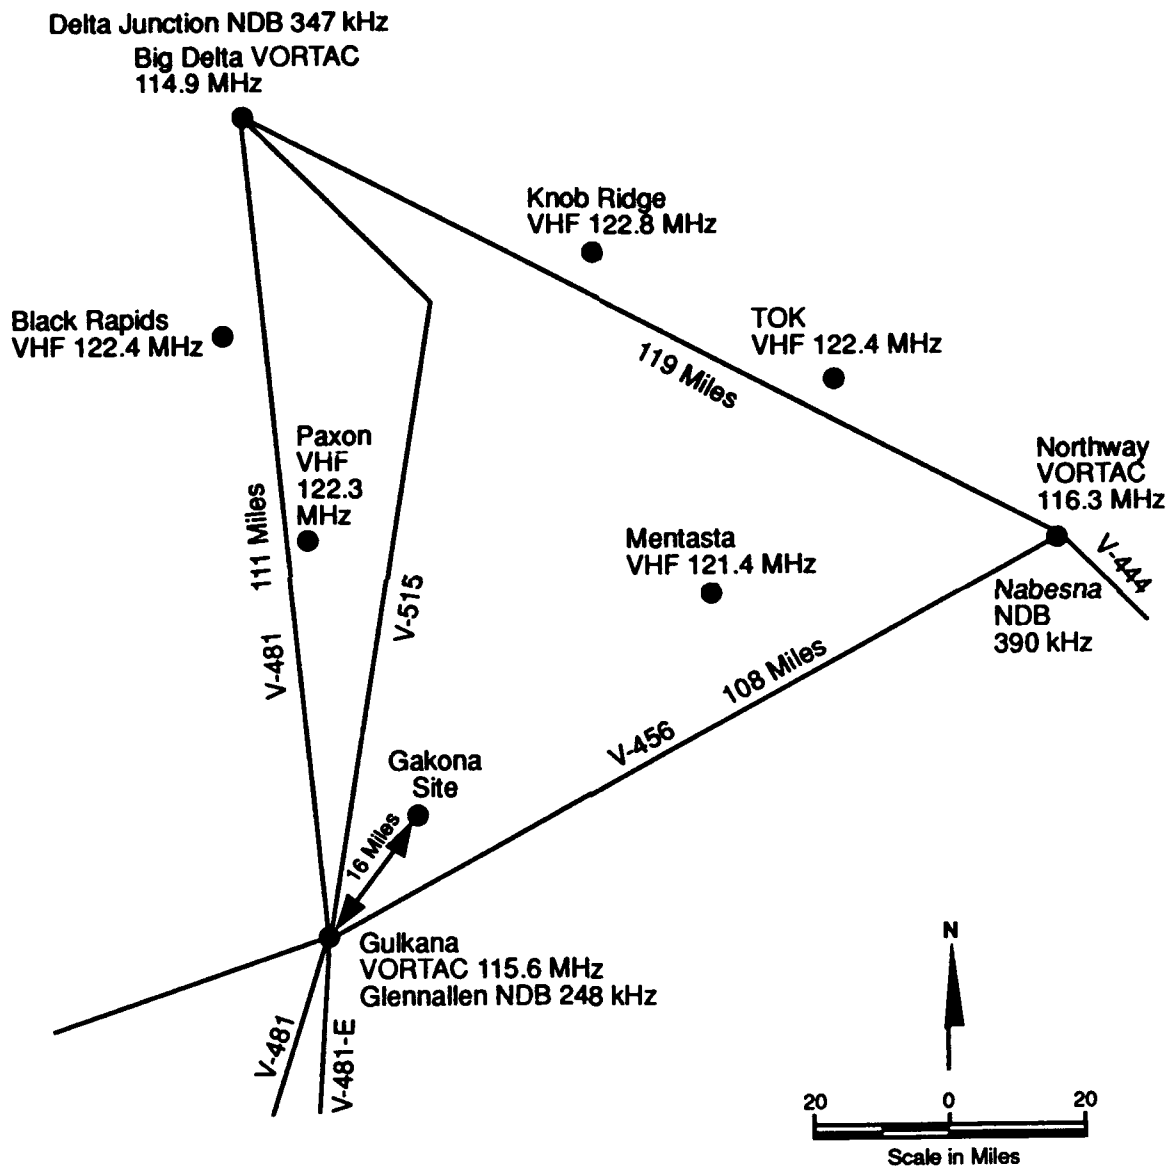 Delta Junction NDB 347 kHz
Big Delta VORTAC
114.9 MHz
Knob Ridge
VHF 122.8 MHz
Black Rapids
VHF 122.4 MHz
TOK
VHF 122.4 MHz
119 Miles
Paxon
VHF
122.3
MHz
111 Miles
V-481
V-515
Northway
VORTAC
116.3 MHz
V-444
Mentasta
VHF 121.4 MHz
Nabesna
NDB
390 kHz
108 Miles
V-456
Gakona
Site
16 Miles
Gulkana
VORTAC 115.6 MHz
Glennallen NDB 248 kHz
V-481
V-481-E
N
20 0 20
Scale in Miles